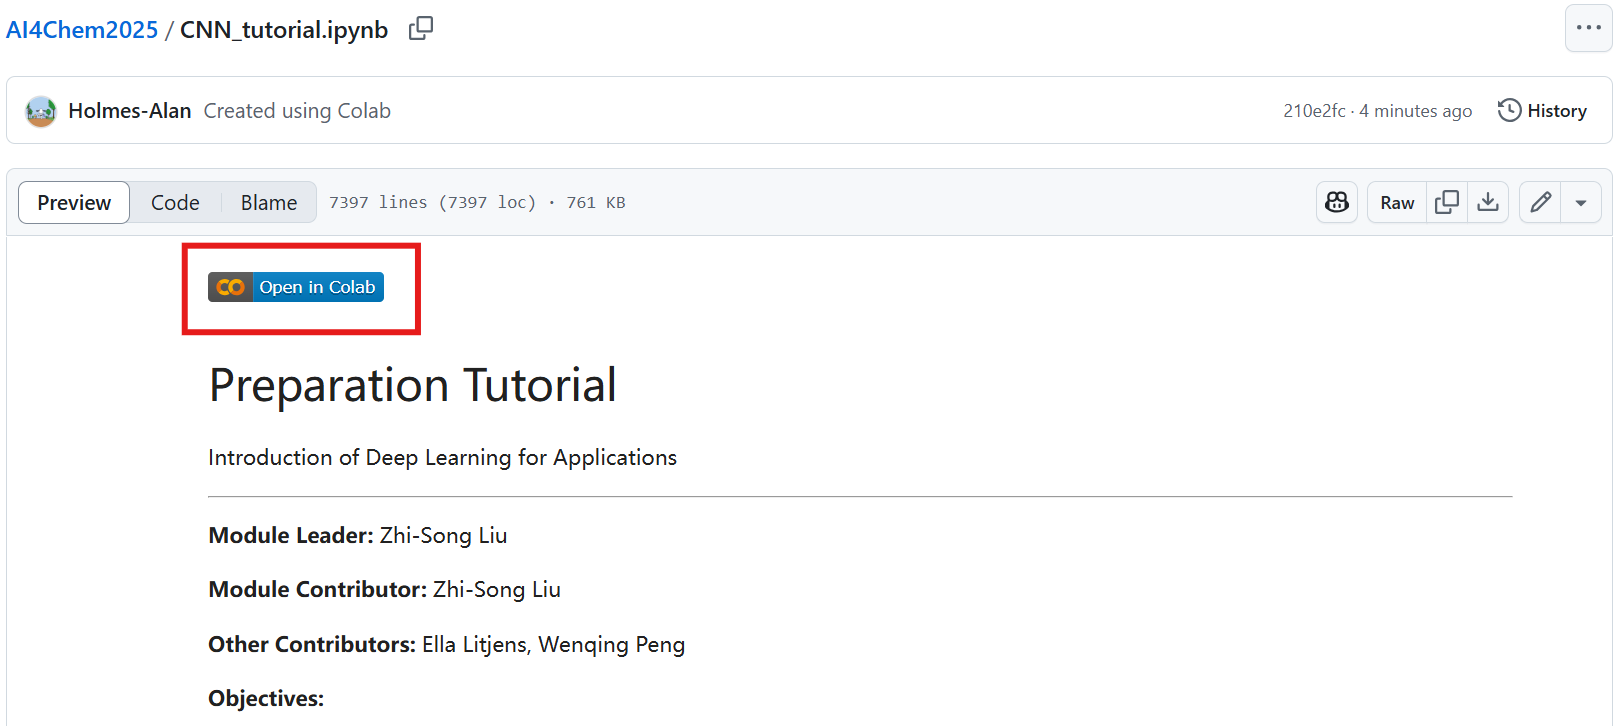 AI4Chem2025 / CNN_tutorial.ipynb
Holmes-Alan Created using Colab 210e2fc · 4 minutes ago History
Preview Code Blame 7397 lines (7397 loc) · 761 KB Raw
Open in Colab
Preparation Tutorial
Introduction of Deep Learning for Applications
Module Leader: Zhi-Song Liu
Module Contributor: Zhi-Song Liu
Other Contributors: Ella Litjens, Wenqing Peng
Objectives: